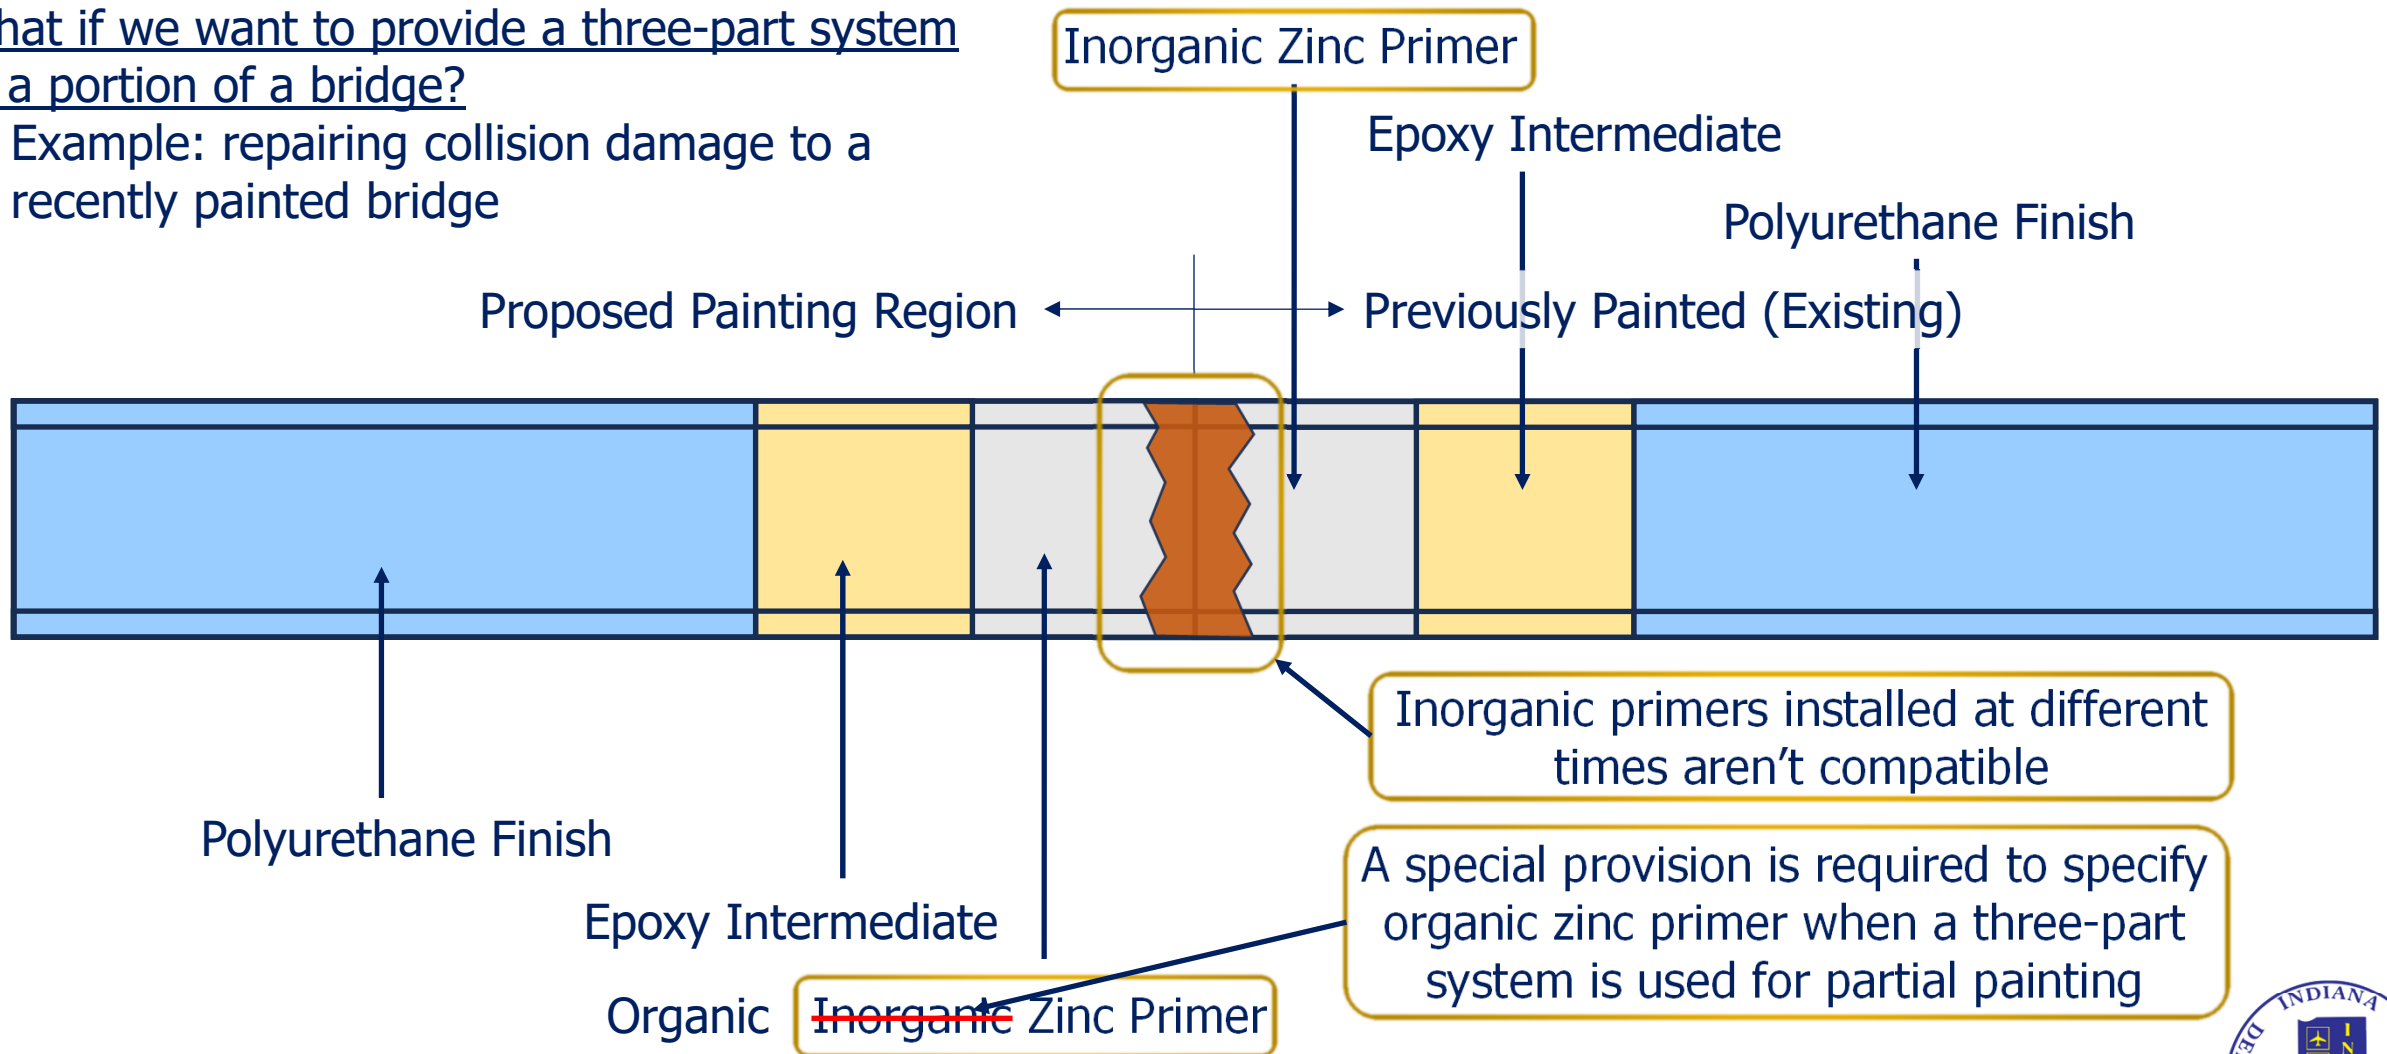 hat if we want to provide a three-part system
a portion of a bridge?
Example: repairing collision damage to a
recently painted bridge
Inorganic Zinc Primer
Epoxy Intermediate
Polyurethane Finish
Proposed Painting Region
Previously Painted (Existing)
Inorganic primers installed at different
times aren’t compatible
Polyurethane Finish
Epoxy Intermediate
A special provision is required to specify
organic zinc primer when a three-part
system is used for partial painting
Organic Inorganic Zinc Primer
INDIANA
DE
I
N